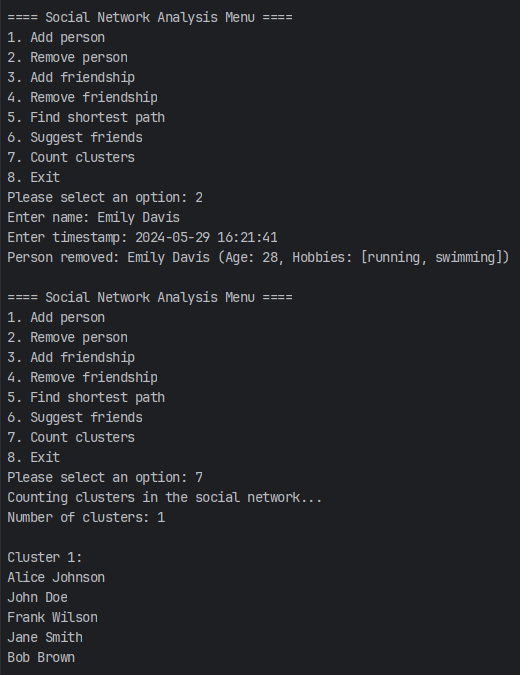 ==== Social Network Analysis Menu ====
1. Add person
2. Remove person
3. Add friendship
4. Remove friendship
5. Find shortest path
6. Suggest friends
7. Count clusters
8. Exit
Please select an option: 2
Enter name: Emily Davis
Enter timestamp: 2024-05-29 16:21:41
Person removed: Emily Davis (Age: 28, Hobbies: [running, swimming])

==== Social Network Analysis Menu ====
1. Add person
2. Remove person
3. Add friendship
4. Remove friendship
5. Find shortest path
6. Suggest friends
7. Count clusters
8. Exit
Please select an option: 7
Counting clusters in the social network...
Number of clusters: 1

Cluster 1:
Alice Johnson
John Doe
Frank Wilson
Jane Smith
Bob Brown